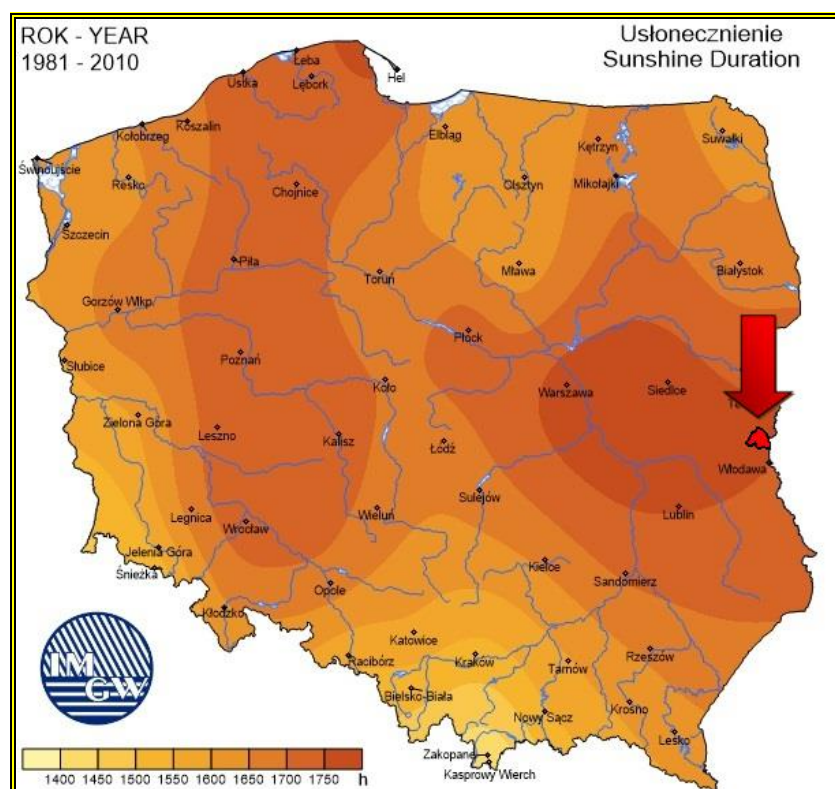 ROK - YEAR
1981 - 2010
Usłonecznienie
Sunshine Duration
Łeba
Hel
Ustka
Lębork
Kołobrzeg
Koszalin
Elbląg
Suwałki
Kętrzyn
Świnoujście
Resko
Chojnice
Olsztyn
Mikołajki
Szczecin
Piła
Toruń
Mława
Białystok
Gorzów Wlkp.
Płock
Słubice
Poznań
Koło
Warszawa
Siedlce
Zielona Góra
Leszno
Kalisz
Łódź
Włodawa
Sulejów
Legnica
Wrocław
Wieluń
Lublin
Jelenia Góra
Śnieżka
Opole
Kielce
Sandomierz
Kłodzko
Katowice
Racibórz
Kraków
Tarnów
Rzeszów
Bielsko-Biała
Nowy Sącz
Krosno
Lesko
Zakopane
Kasprowy Wierch
IM
GW
1400 1450 1500 1550 1600 1650 1700 1750 h